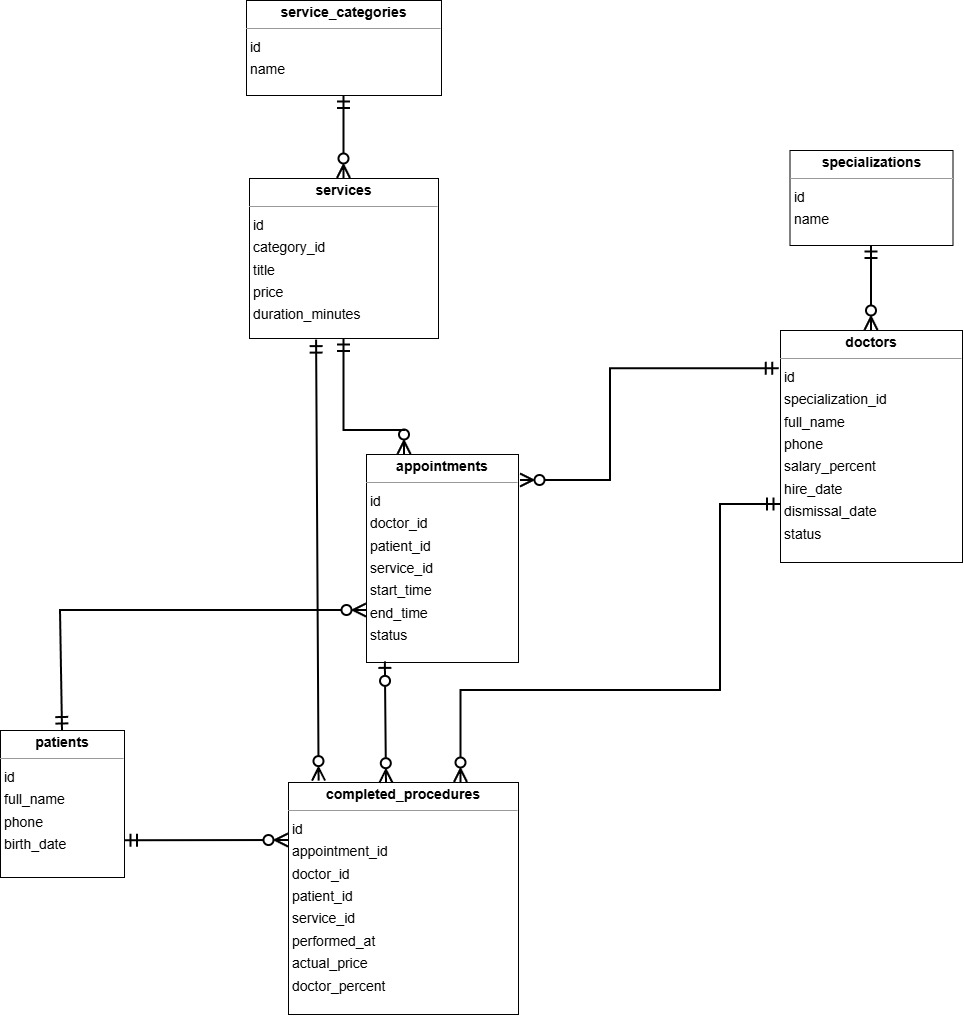 service_categories
id
name
services
id
category_id
title
price
duration_minutes
specializations
id
name
doctors
id
specialization_id
full_name
phone
salary_percent
hire_date
dismissal_date
status
appointments
id
doctor_id
patient_id
service_id
start_time
end_time
status
patients
id
full_name
phone
birth_date
completed_procedures
id
appointment_id
doctor_id
patient_id
service_id
performed_at
actual_price
doctor_percent